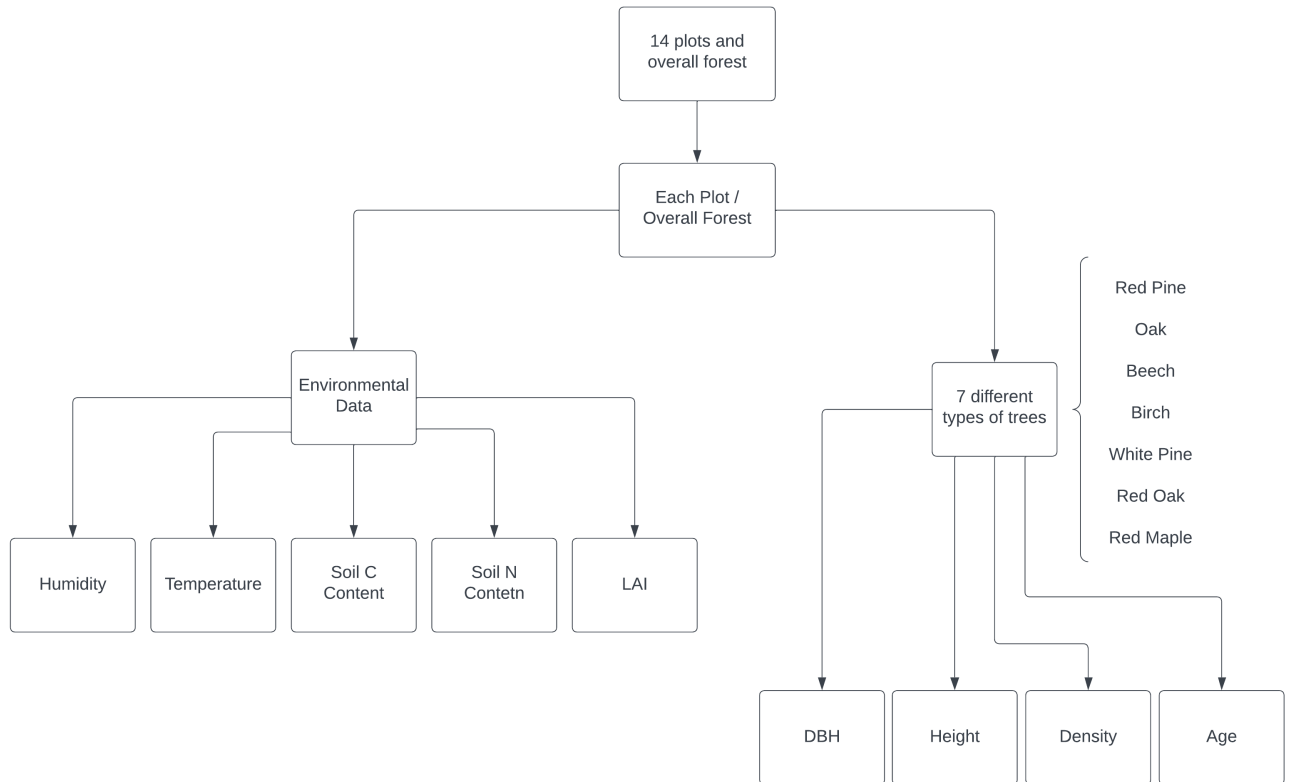 14 plots and
overall forest
Each Plot /
Overall Forest
Environmental
Data
7 different
types of trees
Red Pine
Oak
Beech
Birch
White Pine
Red Oak
Red Maple
Humidity
Temperature
Soil C
Content
Soil N
Contetn
LAI
DBH
Height
Density
Age